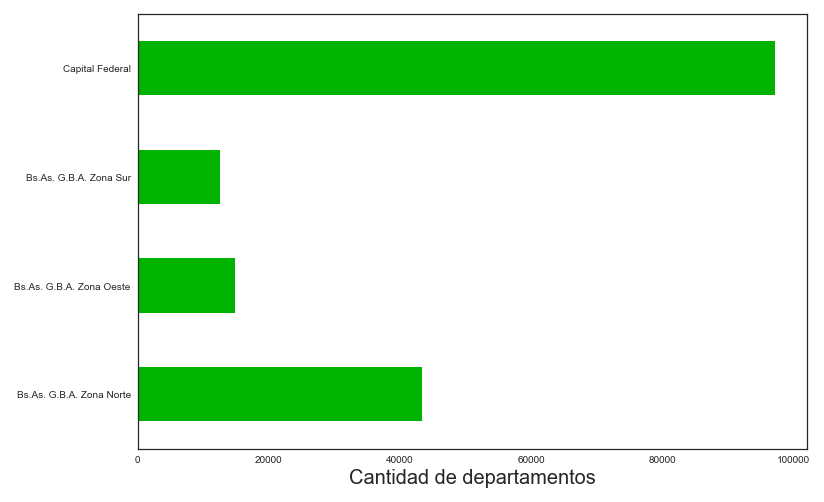 Capital Federal
Bs.As. G.B.A. Zona Sur
Bs.As. G.B.A. Zona Oeste
Bs.As. G.B.A. Zona Norte
0 20000 40000 60000 80000 100000
Cantidad de departamentos